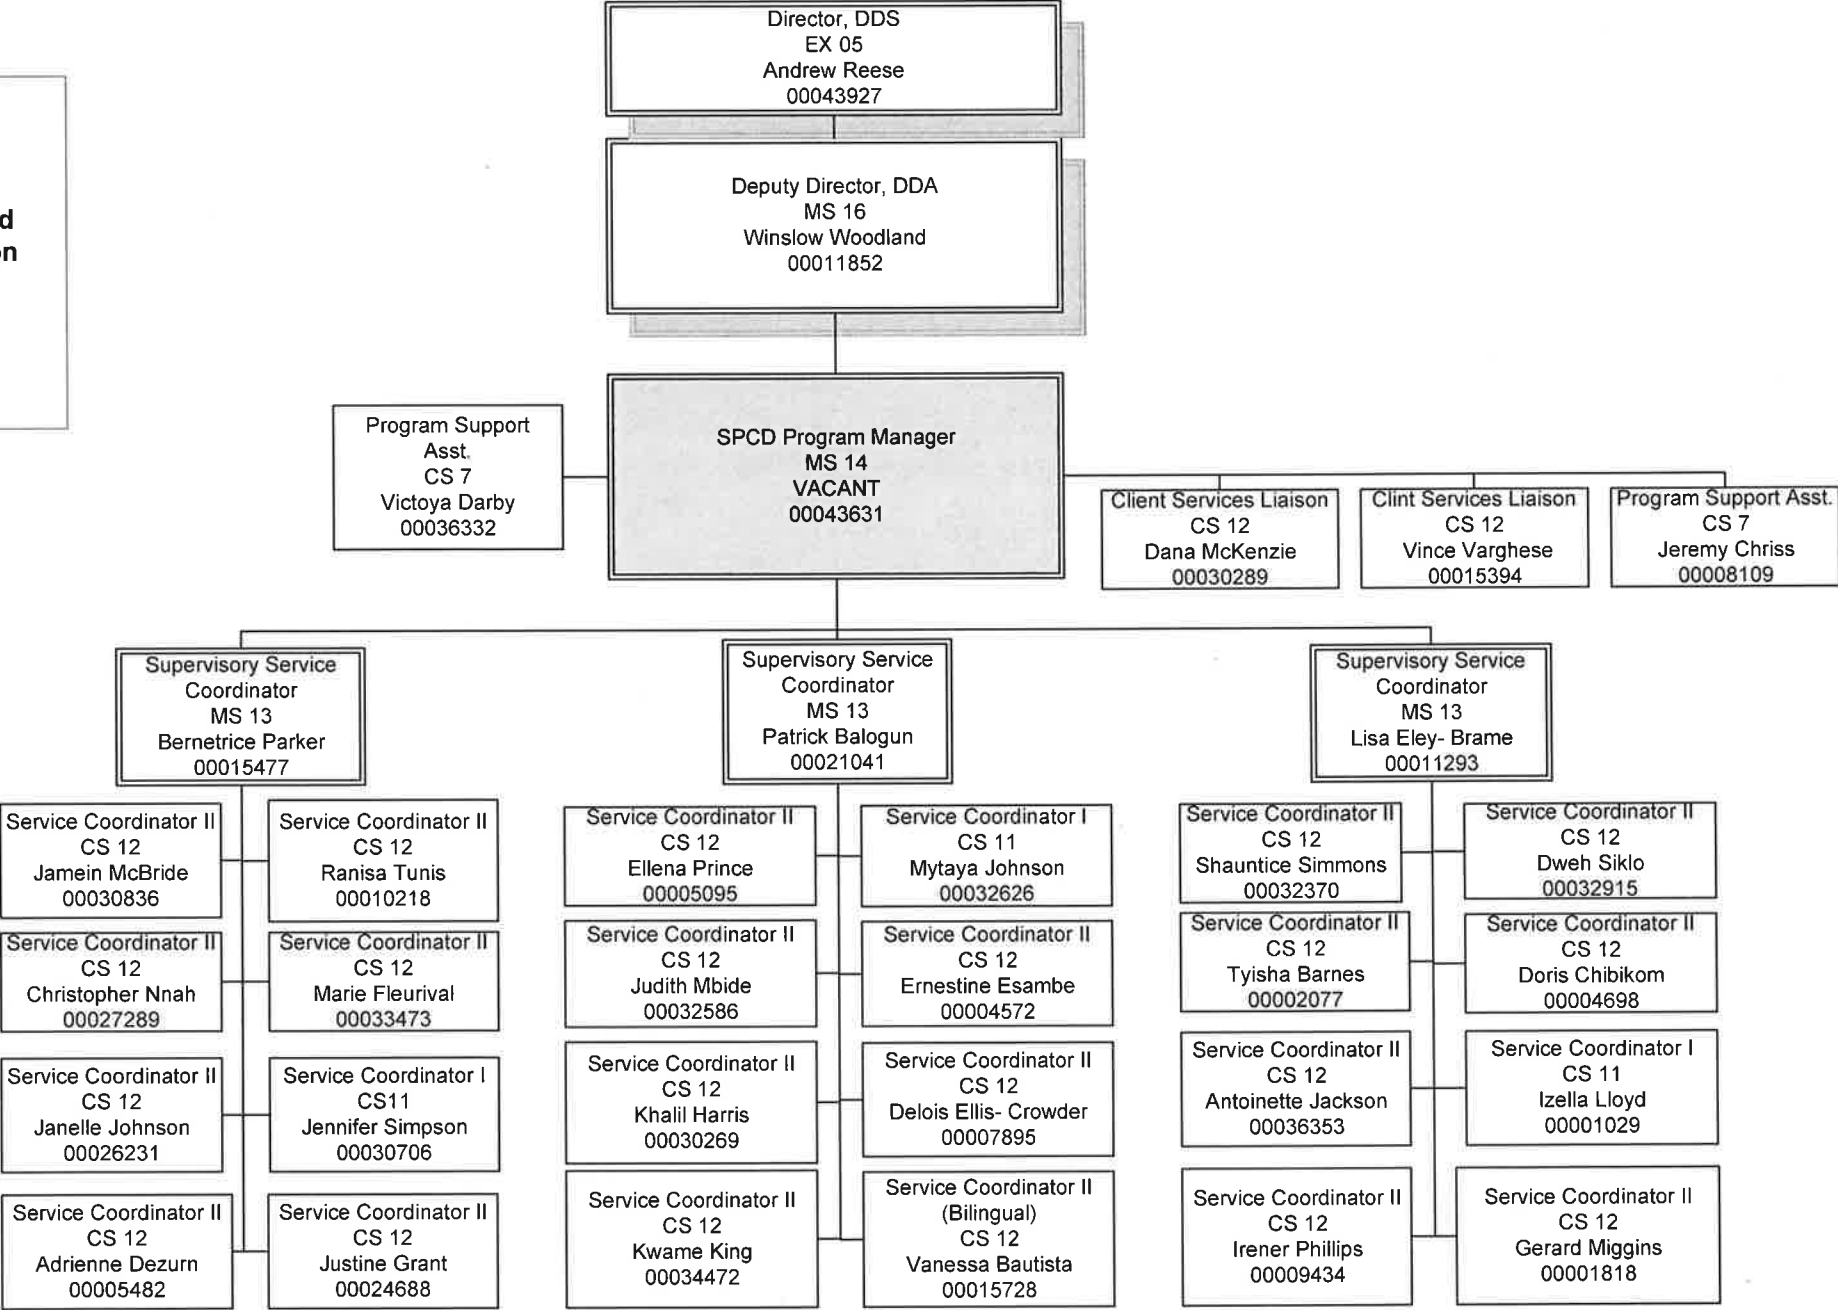 Director, DDS
EX 05
Andrew Reese
00043927
Deputy Director, DDA
MS 16
Winslow Woodland
00011852
d
on
Program Support
Asst.
CS 7
Victoya Darby
00036332
SPCD Program Manager
MS 14
VACANT
00043631
Client Services Liaison
CS 12
Dana McKenzie
00030289
Clint Services Liaison
CS 12
Vince Varghese
00015394
Program Support Asst.
CS 7
Jeremy Chriss
00008109
Supervisory Service
Coordinator
MS 13
Bernetrice Parker
00015477
Supervisory Service
Coordinator
MS 13
Patrick Balogun
00021041
Supervisory Service
Coordinator
MS 13
Lisa Eley- Brame
00011293
Service Coordinator II
CS 12
Jamein McBride
00030836
Service Coordinator II
CS 12
Ranisa Tunis
00010218
Service Coordinator II
CS 12
Christopher Nnah
00027289
Service Coordinator II
CS 12
Marie Fleurival
00033473
Service Coordinator II
CS 12
Janelle Johnson
00026231
Service Coordinator I
CS11
Jennifer Simpson
00030706
Service Coordinator II
CS 12
Adrienne Dezurn
00005482
Service Coordinator II
CS 12
Justine Grant
00024688
Service Coordinator II
CS 12
Ellena Prince
00005095
Service Coordinator I
CS 11
Mytaya Johnson
00032626
Service Coordinator II
CS 12
Judith Mbide
00032586
Service Coordinator II
CS 12
Ernestine Esambe
00004572
Service Coordinator II
CS 12
Khalil Harris
00030269
Service Coordinator II
CS 12
Delois Ellis- Crowder
00007895
Service Coordinator II
CS 12
Kwame King
00034472
Service Coordinator II
(Bilingual)
CS 12
Vanessa Bautista
00015728
Service Coordinator II
CS 12
Shauntice Simmons
00032370
Service Coordinator II
CS 12
Dweh Siklo
00032915
Service Coordinator II
CS 12
Tyisha Barnes
00002077
Service Coordinator II
CS 12
Doris Chibikom
00004698
Service Coordinator II
CS 12
Antoinette Jackson
00036353
Service Coordinator I
CS 11
Izella Lloyd
00001029
Service Coordinator II
CS 12
Irener Phillips
00009434
Service Coordinator II
CS 12
Gerard Miggins
00001818